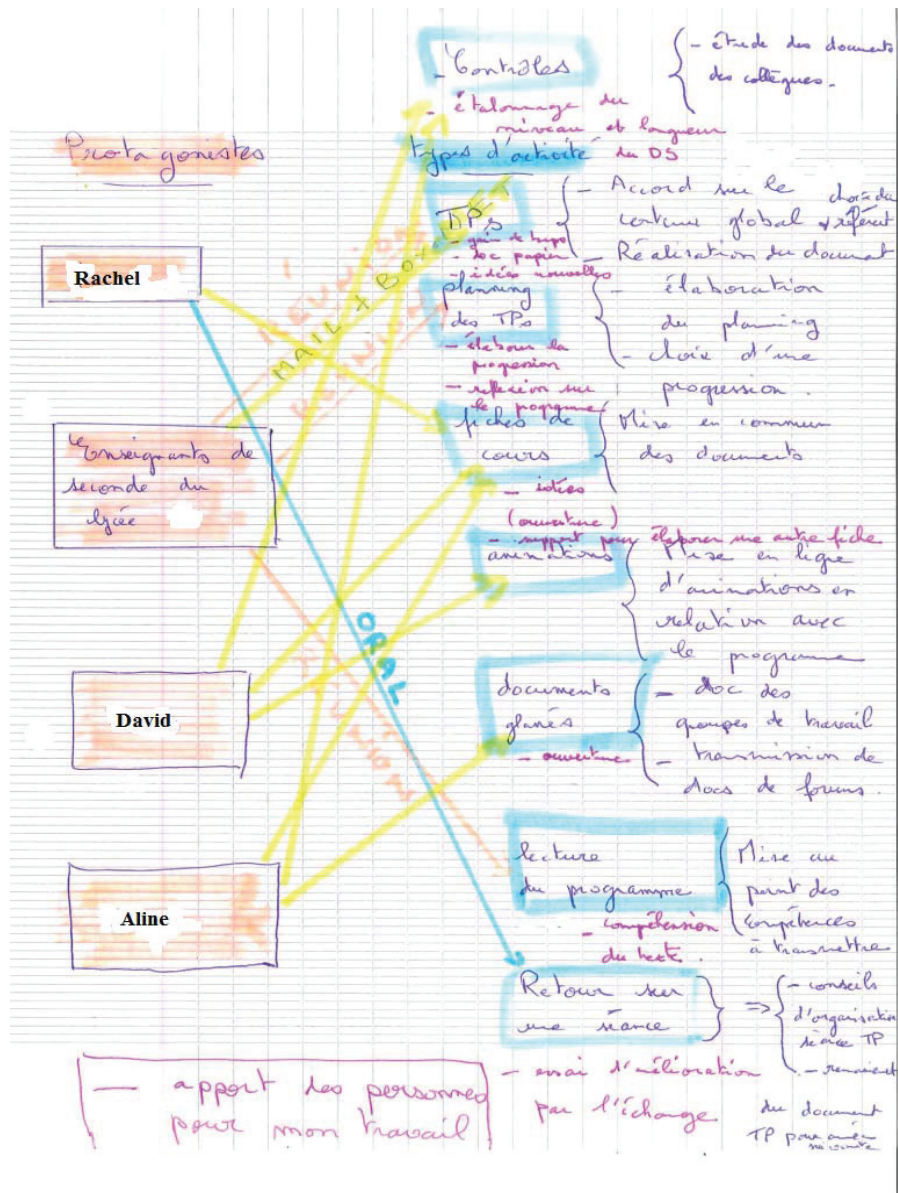 - Contrôles
- étalonnage du
niveau et longueur
du DS
- étude des documents
des collègues.
Protagonistes
types d'activité
TPs
- gain de temps
- doc papier
- idées nouvelles
- Accord sur le
contenu global
choix du
référent
- Réalisation du document
Rachel
planning
des TPs
- élaborer la
progression
- réflexion sur
le programme
- élaboration
du planning
- choix d'une
progression.
RÉUNION
MAIL + BOX NET
RÉUNION
Enseignants de
seconde du
lycée
fiches de
cours
- idées
(ouverture)
- support pour élaborer une autre fiche
Mise en commun
des documents
animations
Mise en ligne
d'animations en
relation avec
le programme
ORAL
RÉUNION
David
documents
glanés
- ouverture
- doc des
groupes de travail
- transmission de
docs de forums.
Aline
lecture
du programme
- compéhension
du texte.
Mise au
point des
compétences
à transmettre
Retour sur
une séance
=>
- conseils
d'organisation
séance TP
du document
TP pour
- essai d'mélioration
par l'échange
— apport des personnes
pour mon travail